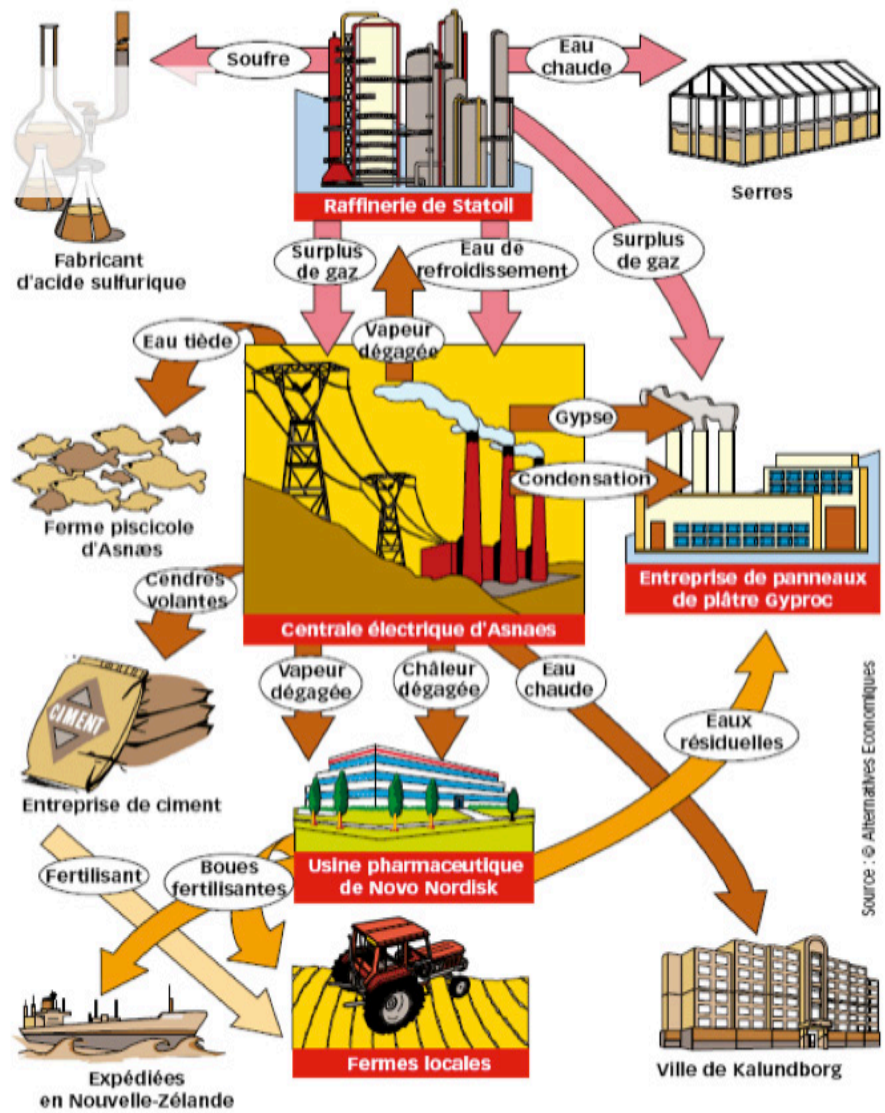 Soufre
Eau
chaude
Serres
Raffinerie de Statoil
Fabricant
d'acide sulfurique
Surplus
de gaz
Eau de
refroidissement
Surplus
de gaz
Eau tiède
Vapeur
dégagée
Gypse
Condensation
Ferme piscicole
d'Asnæs
Cendres
volantes
Entreprise de panneaux
de plâtre Gyproc
Centrale électrique d'Asnaes
Vapeur
dégagée
Châleur
dégagée
Eau
chaude
CIMENT
Eaux
résiduelles
Entreprise de ciment
Source : © Alternatives Economiques
Usine pharmaceutique
de Novo Nordisk
Fertilisant
Boues
fertilisantes
Fermes locales
Expédiées
en Nouvelle-Zélande
Ville de Kalundborg